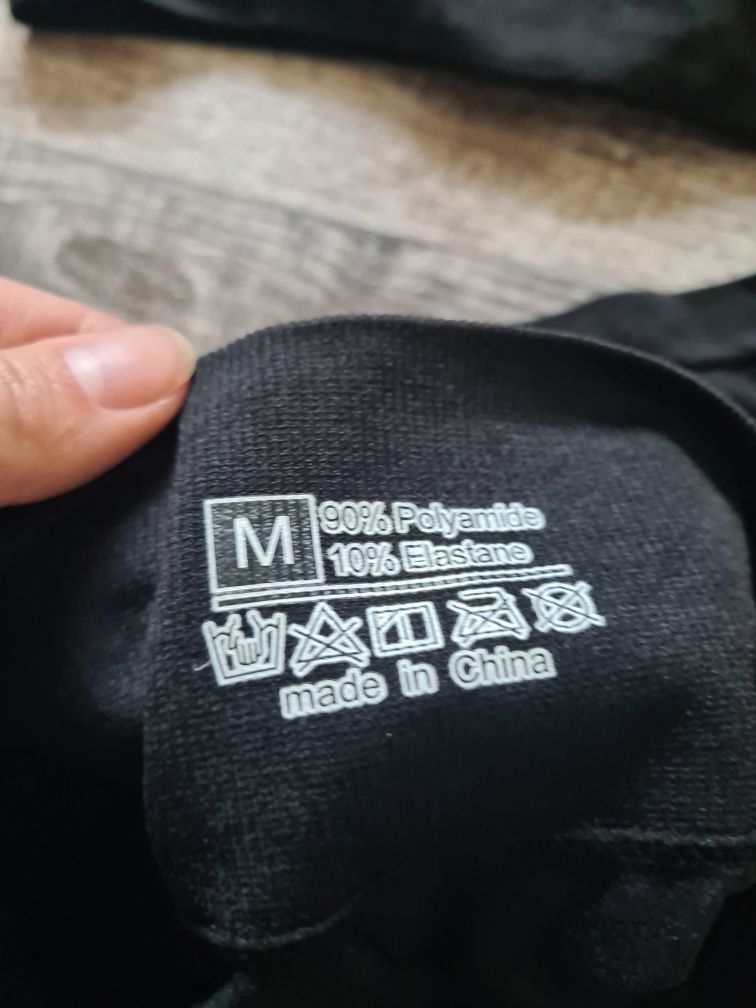 M
90% Polyamide
10% Elastane
made in China